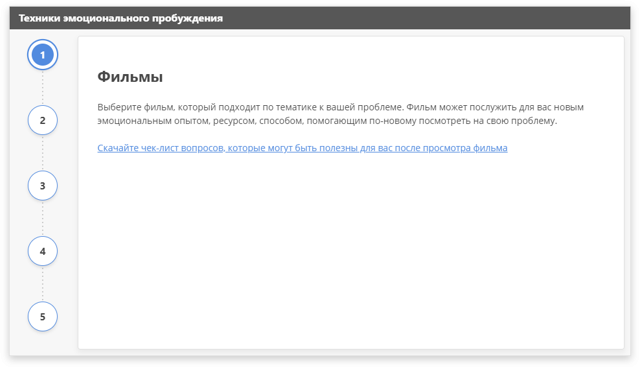 Техники эмоционального пробуждения
1
Фильмы
Выберите фильм, который подходит по тематике к вашей проблеме. Фильм может послужить для вас новым
эмоциональным опытом, ресурсом, способом, помогающим по-новому посмотреть на свою проблему.
2
Скачайте чек-лист вопросов, которые могут быть полезны для вас после просмотра фильма
3
4
5